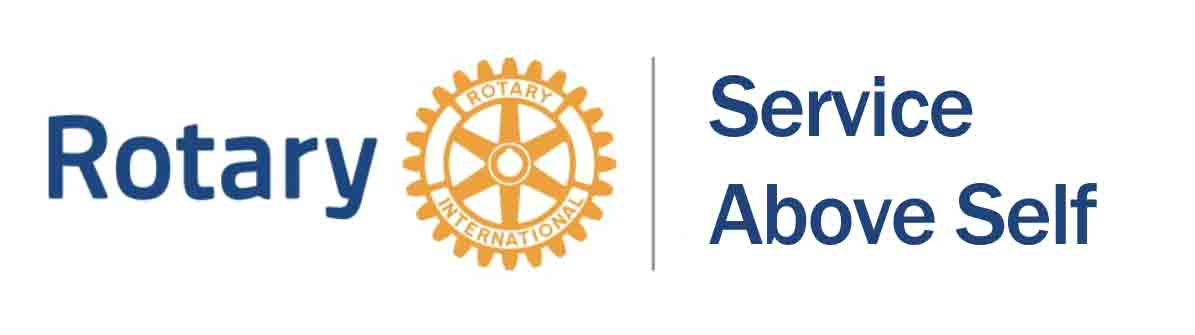 Rotary
ROTARY
INTERNATIONAL
Service
Above Self